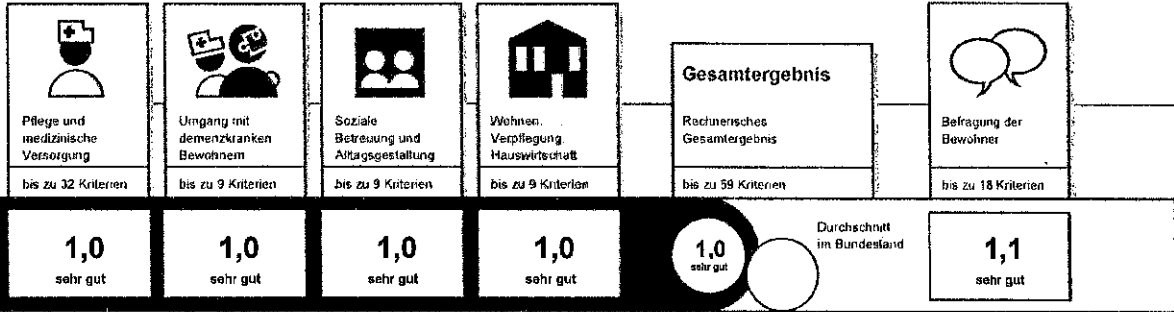 Pflege und
medizinische
Versorgung
bis zu 32 Kriterien
1,0
sehr gut
Umgang mit
demenzkranken
Bewohnern
bis zu 9 Kriterien
1,0
sehr gut
Soziale
Betreuung und
Alltagsgestaltung
bis zu 9 Kriterien
1,0
sehr gut
Wohnen,
Verpflegung,
Hauswirtschaft
bis zu 9 Kriterien
1,0
sehr gut
Gesamtergebnis
Rechnerisches
Gesamtergebnis
bis zu 59 Kriterien
1,0
sehr gut
Durchschnitt
im Bundesland
Befragung der
Bewohner
bis zu 18 Kriterien
1,1
sehr gut